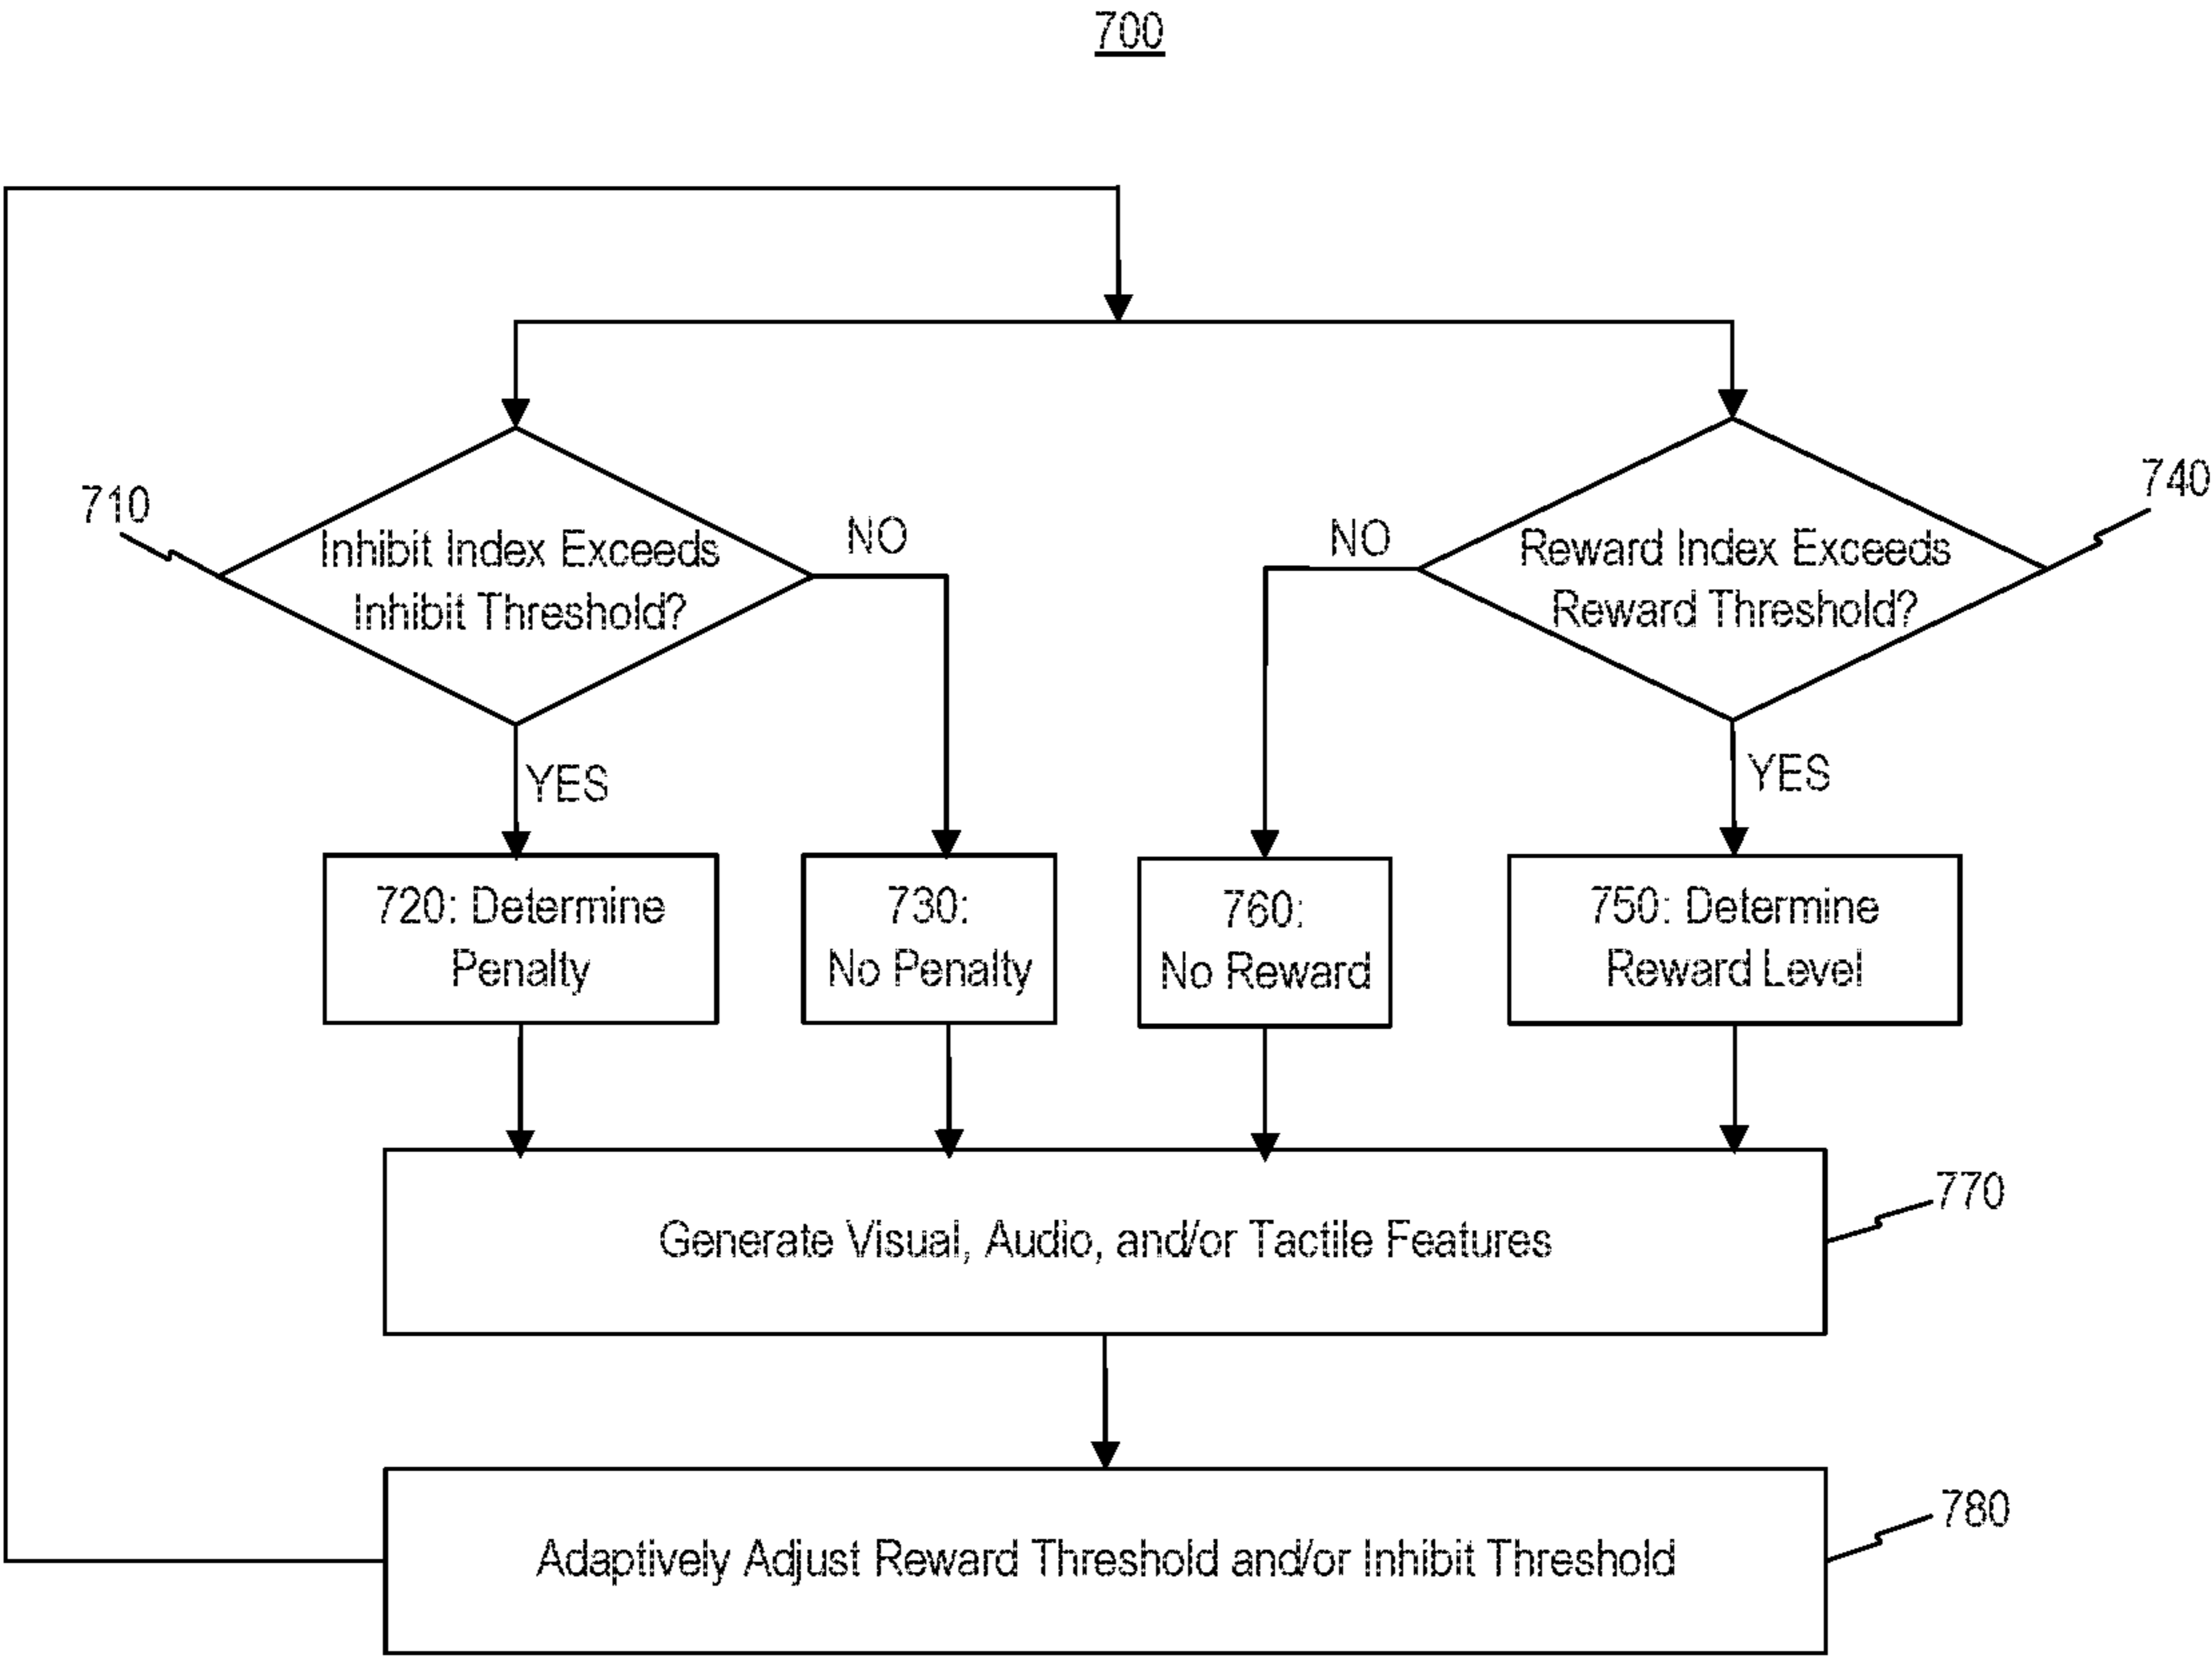 700
710
Inhibit Index Exceeds
Inhibit Threshold?
NO
YES
NO
Reward Index Exceeds
Reward Threshold?
740
YES
720: Determine
Penalty
730:
No Penalty
760:
No Reward
750: Determine
Reward Level
Generate Visual, Audio, and/or Tactile Features
770
Adaptively Adjust Reward Threshold and/or Inhibit Threshold
780